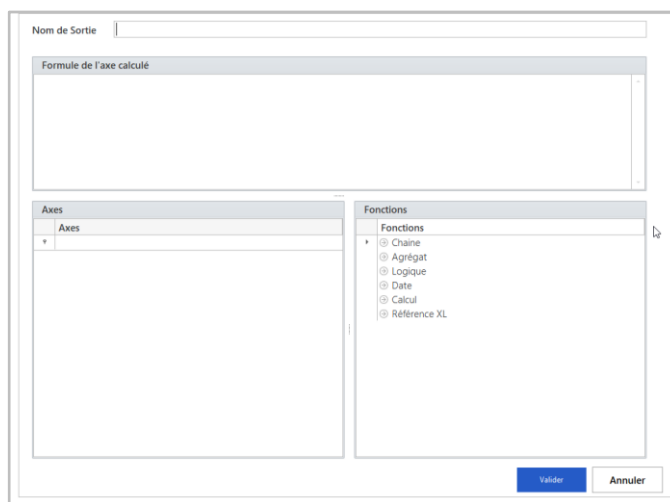 Nom de Sortie
Formule de l'axe calculé
Axes
Axes
Fonctions
Fonctions
Chaine
Agrégat
Logique
Date
Calcul
Référence XL
Valider
Annuler